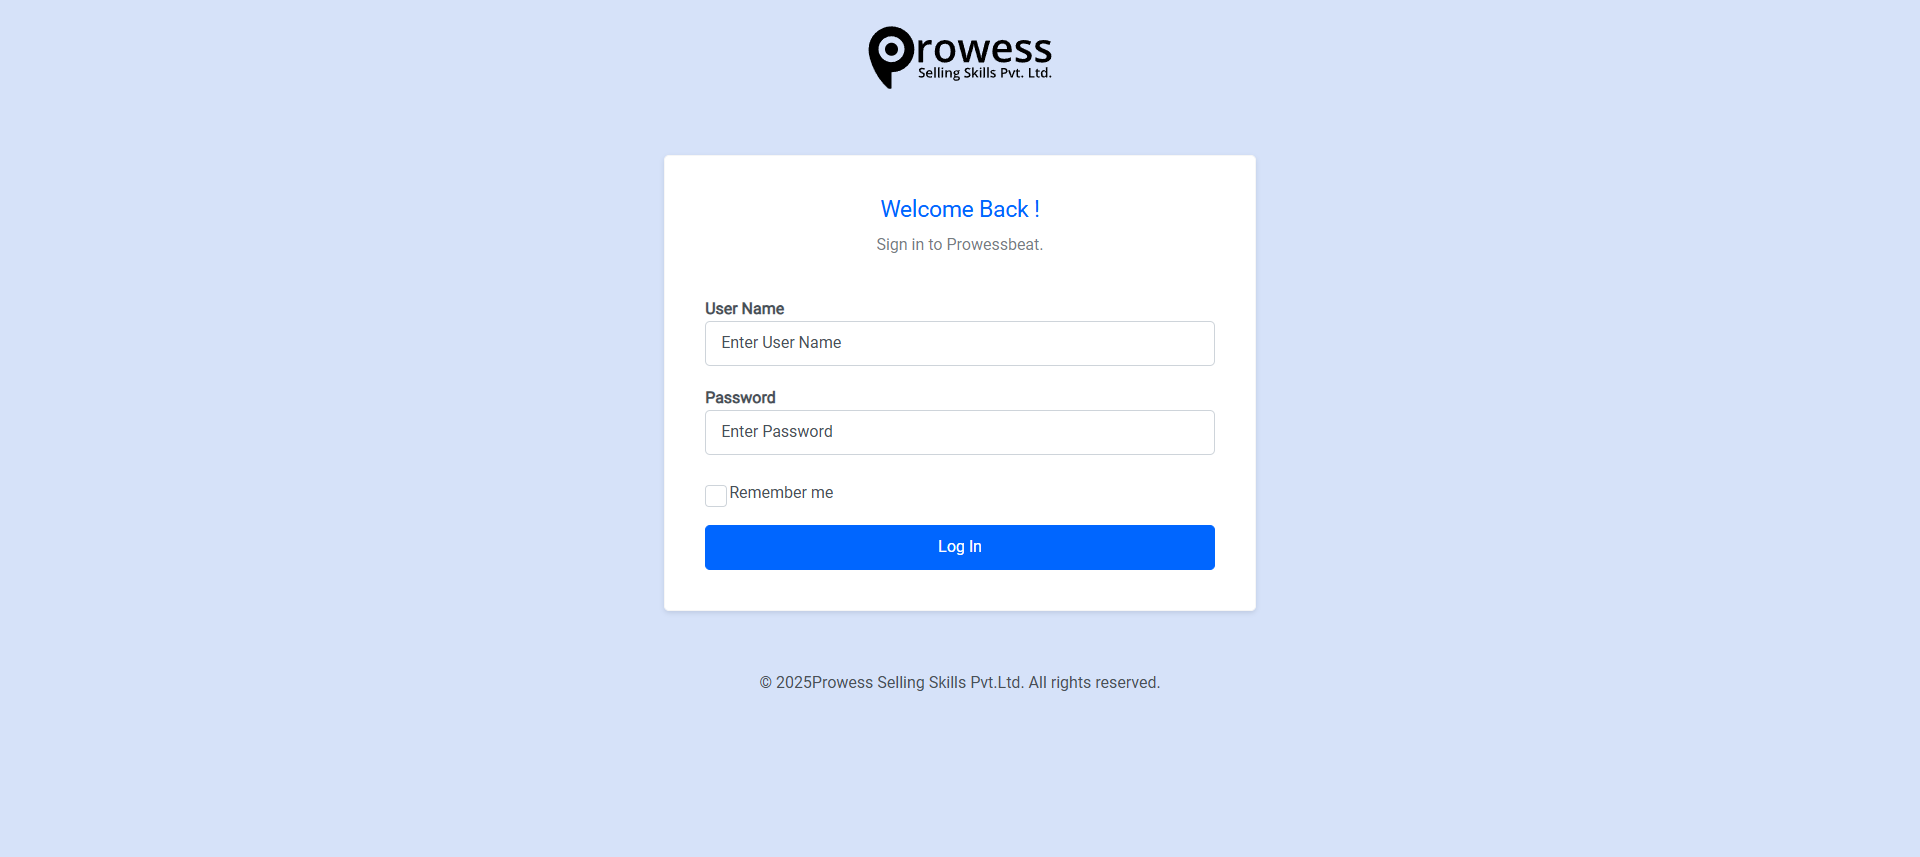 Prowess
Selling Skills Pvt. Ltd.
Welcome Back !
Sign in to Prowessbeat.
User Name
Enter User Name
Password
Enter Password
Remember me
Log In
© 2025Prowess Selling Skills Pvt.Ltd. All rights reserved.